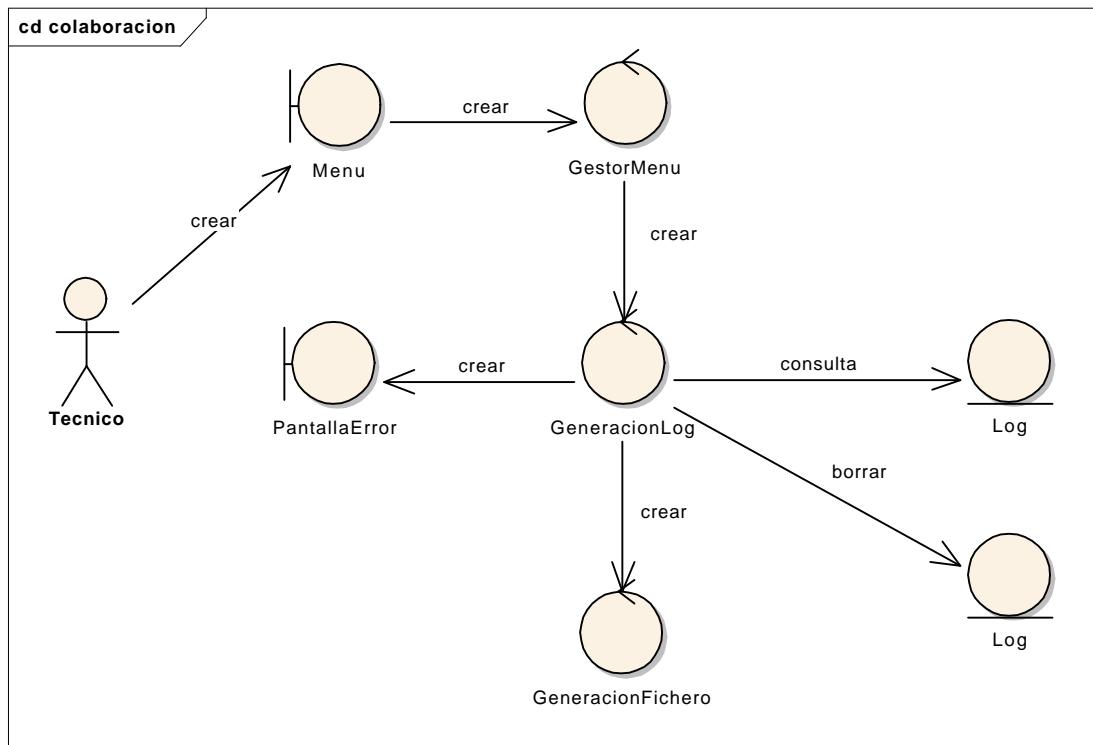 cd colaboracion
crear
Menu
GestorMenu
crear
crear
Tecnico
crear
consulta
PantallaError
GeneracionLog
Log
borrar
crear
Log
GeneracionFichero